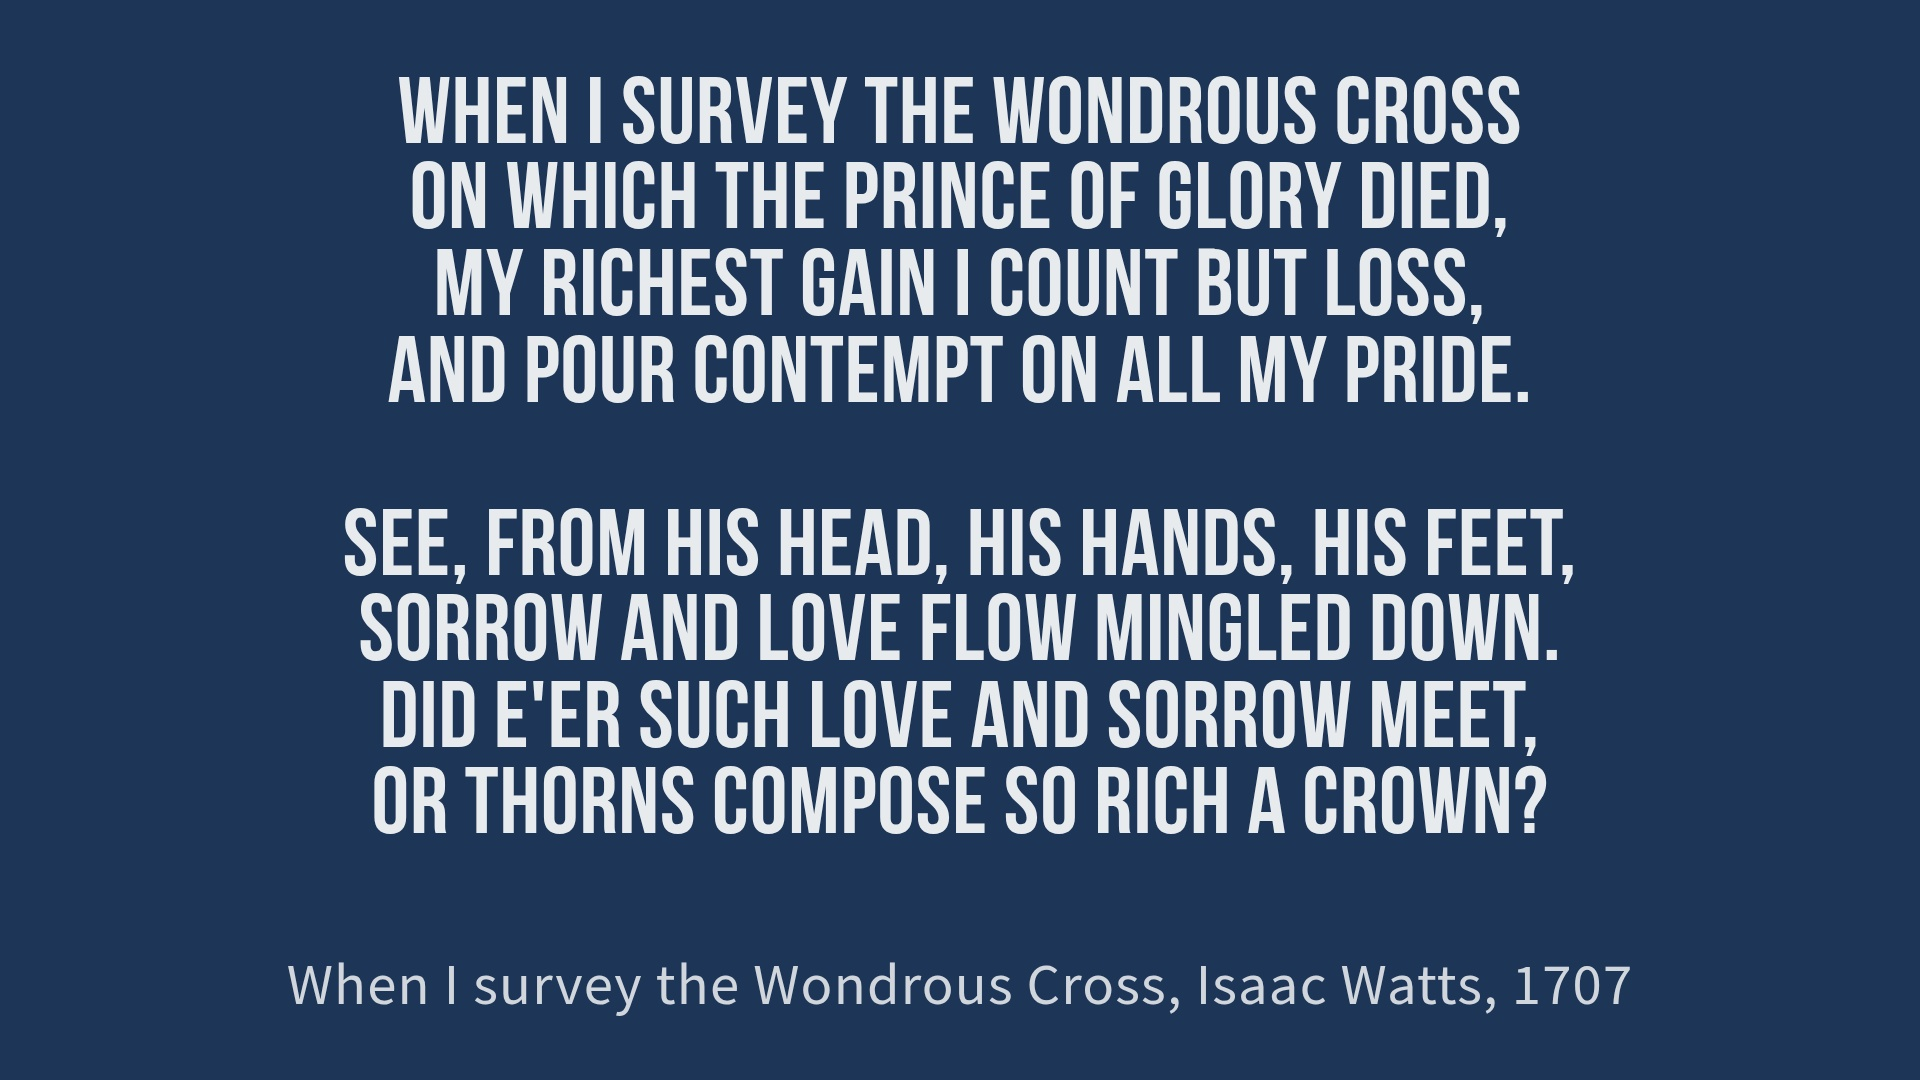 WHEN I SURVEY THE WONDROUS CROSS
ON WHICH THE PRINCE OF GLORY DIED,
MY RICHEST GAIN I COUNT BUT LOSS,
AND POUR CONTEMPT ON ALL MY PRIDE.
SEE, FROM HIS HEAD, HIS HANDS, HIS FEET,
SORROW AND LOVE FLOW MINGLED DOWN.
DID E'ER SUCH LOVE AND SORROW MEET,
OR THORNS COMPOSE SO RICH A CROWN?
When I survey the Wondrous Cross, Isaac Watts, 1707